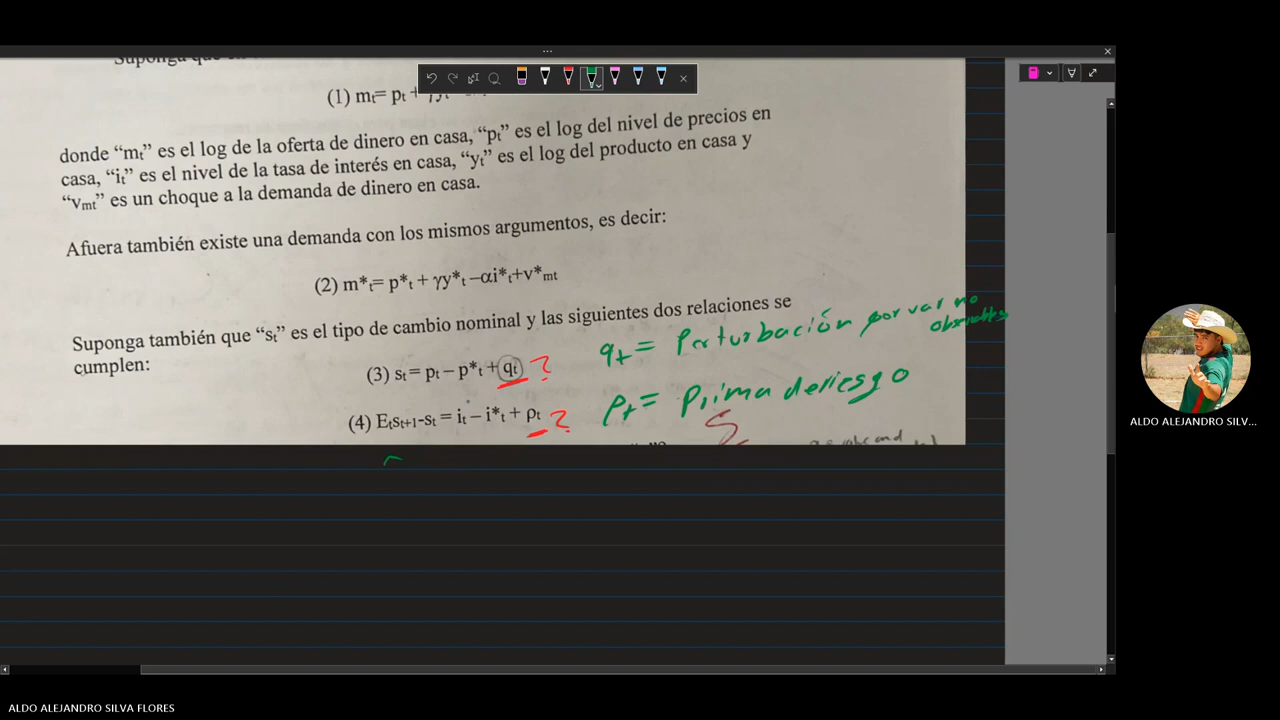 Suponga que
(1) mt= pt + γyt
donde “mt” es el log de la oferta de dinero en casa, “pt” es el log del nivel de precios en
casa, “it” es el nivel de la tasa de interés en casa, “yt” es el log del producto en casa y
“vmt” es un choque a la demanda de dinero en casa.
Afuera también existe una demanda con los mismos argumentos, es decir:
(2) m*t= p*t + γy*t –αi*t+v*mt
Suponga también que “st” es el tipo de cambio nominal y las siguientes dos relaciones se
cumplen:
(3) st= pt – p*t + qt ?
qt = Perturbación por var no
observables
(4) Etst+1-st = it – i*t + ρt ?
ρt = Prima de riesgo
ALDO ALEJANDRO SILV...
ALDO ALEJANDRO SILVA FLORES